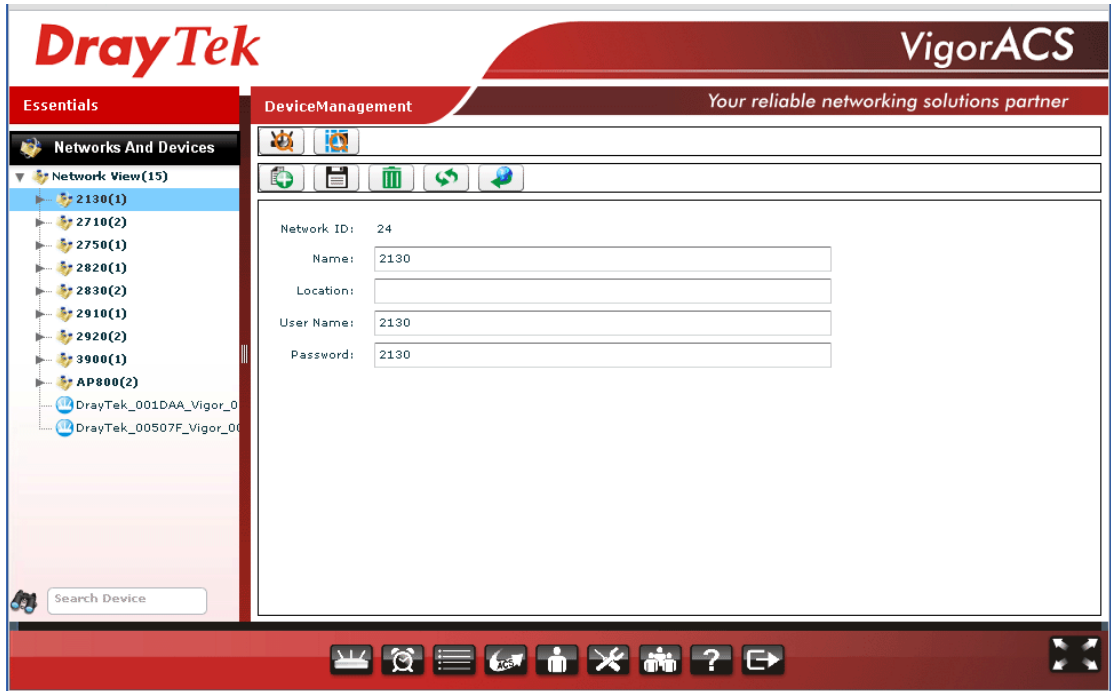 DrayTek
VigorACS
Essentials
DeviceManagement
Your reliable networking solutions partner
Networks And Devices
Network View(15)
2130(1)
2710(2)
2750(1)
2820(1)
2830(2)
2910(1)
2920(2)
3900(1)
AP800(2)
DrayTek_001DAA_Vigor_0
DrayTek_00507F_Vigor_00
Network ID: 24
Name: 2130
Location:
User Name: 2130
Password: 2130
Search Device
ACS
?